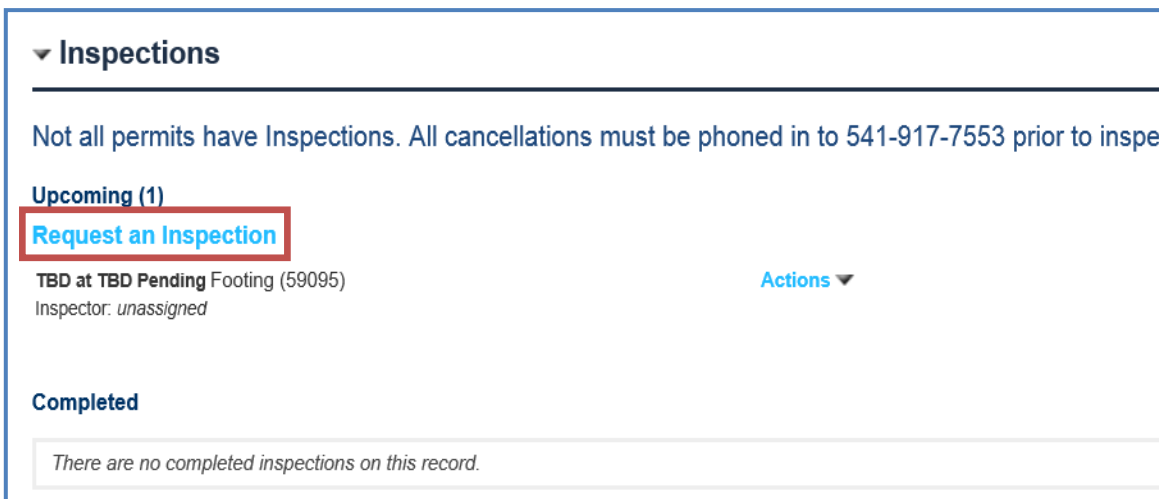 Inspections
Not all permits have Inspections. All cancellations must be phoned in to 541-917-7553 prior to inspe
Upcoming (1)
Request an Inspection
TBD at TBD Pending Footing (59095) Actions
Inspector: unassigned
Completed
There are no completed inspections on this record.